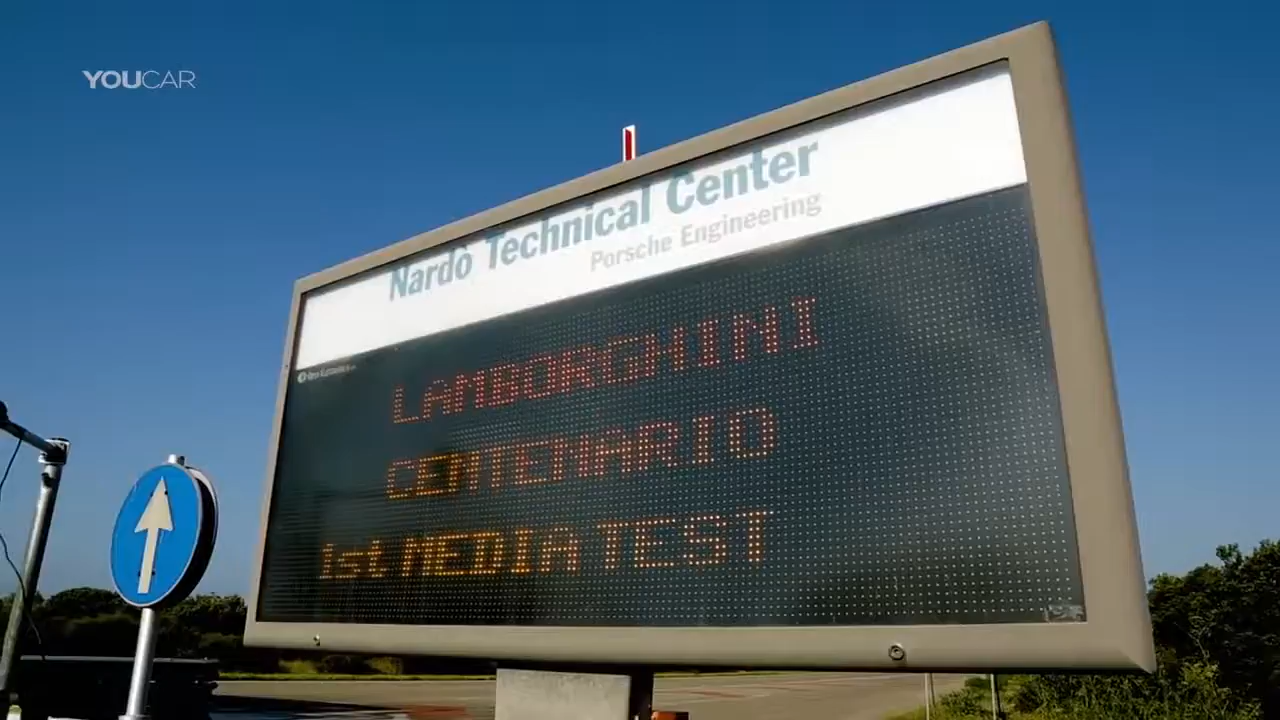 YOUCAR
Nardò Technical Center
Porsche Engineering
LAMBORGHINI
CENTENARIO
1st MEDIA TEST